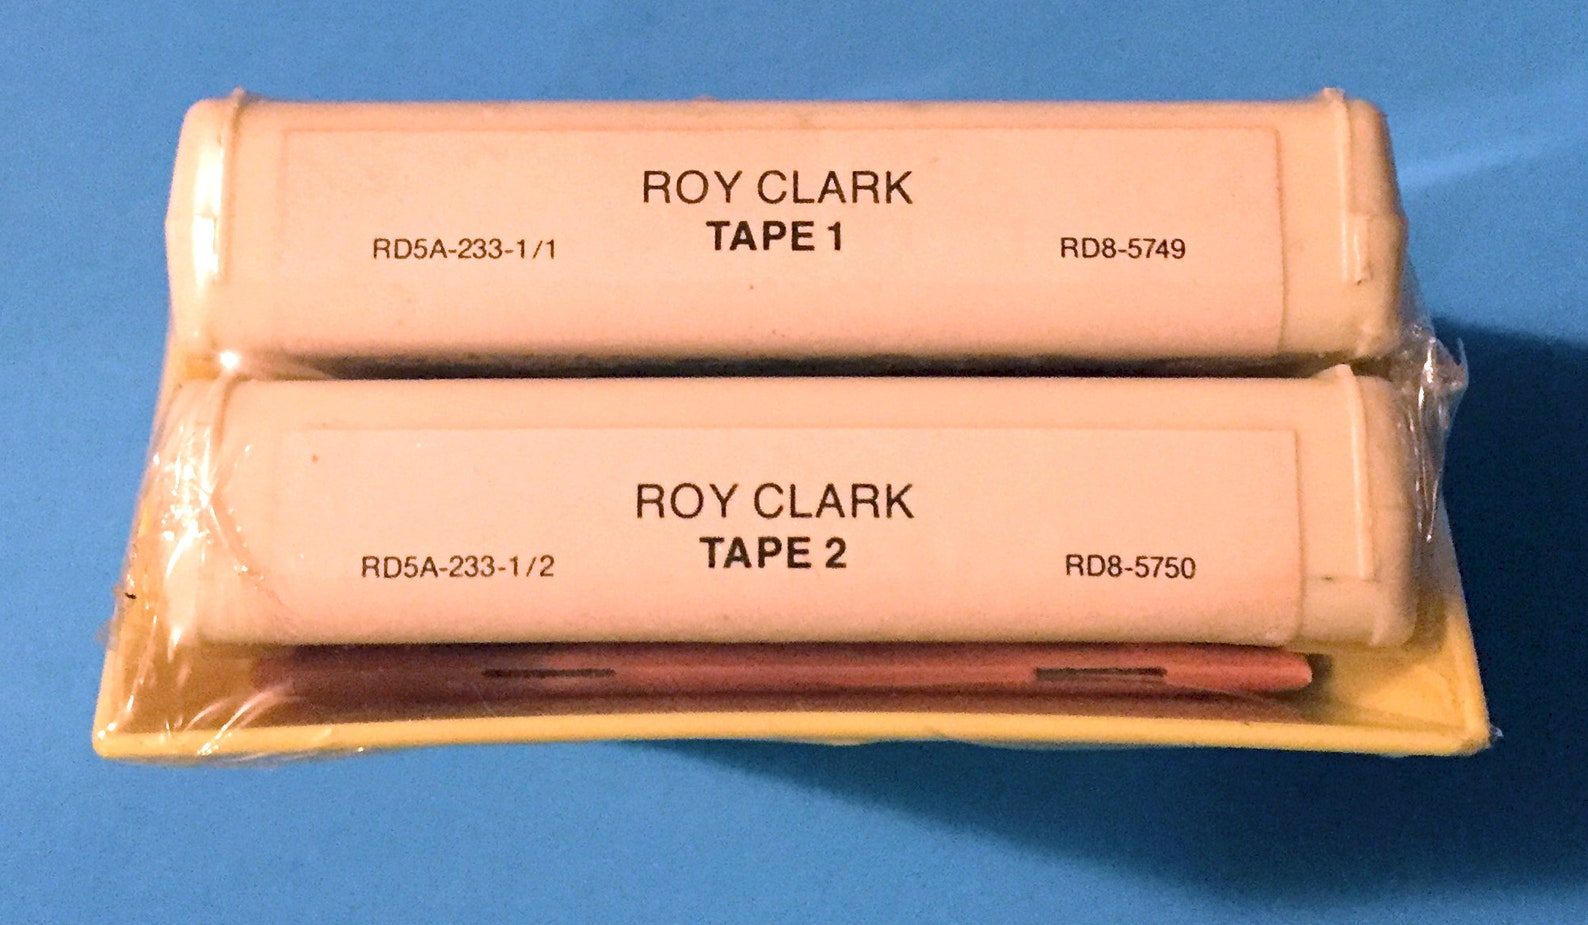 ROY CLARK
TAPE 1
RD5A-233-1/1 RD8-5749
ROY CLARK
TAPE 2
RD5A-233-1/2 RD8-5750